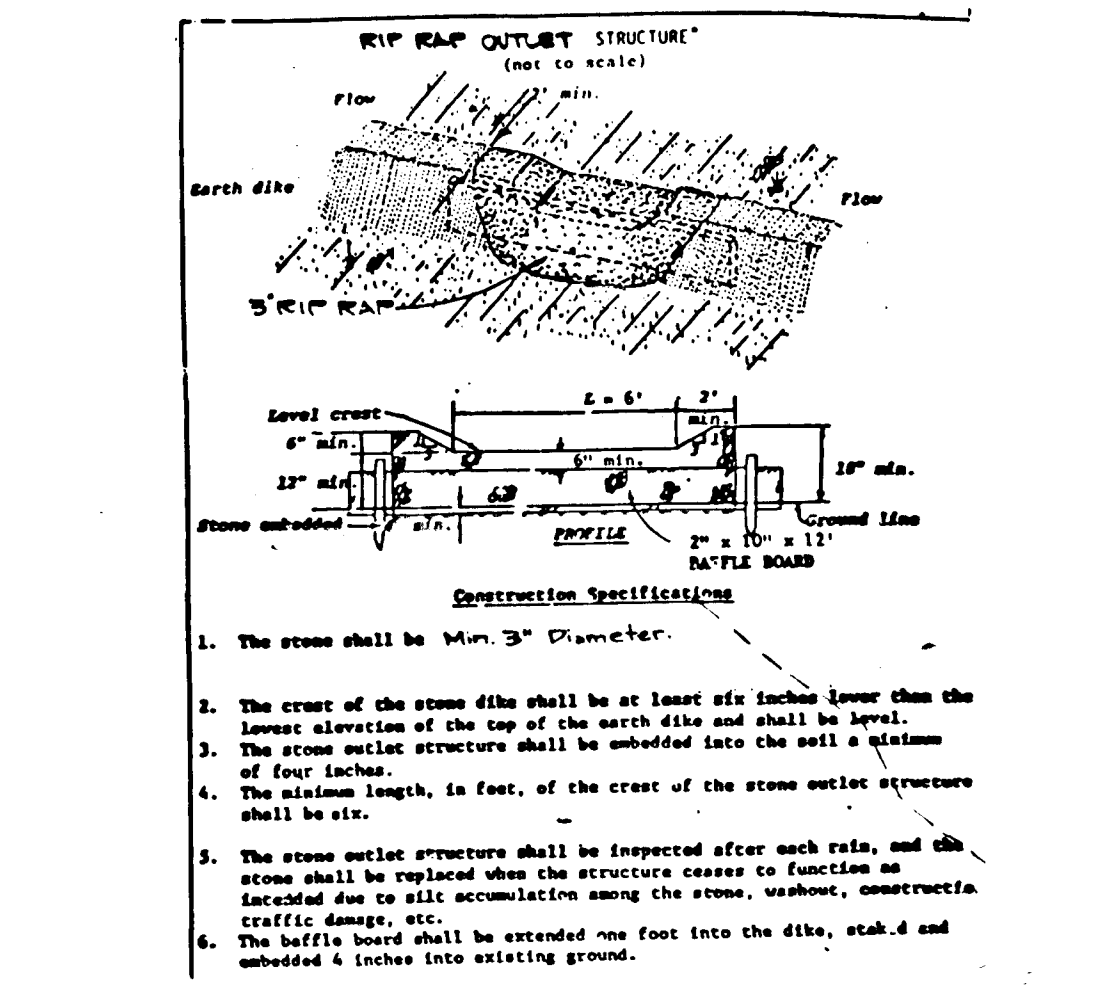 RIP RAP OUTLET STRUCTURE
(not to scale)
2' min.
Flow
Earth dike
Flow
3" RIP RAP
L = 6'
2'
Level crest
min.
6" min.
6" min.
18" min.
12" min
Stone embedded
min.
Ground line
PROFILE
2" x 10" x 12'
BAFFLE BOARD
Construction Specifications
1. The stone shall be Min. 3" Diameter.
2. The crest of the stone dike shall be at least six inches lower than the
lowest elevation of the top of the earth dike and shall be level.
3. The stone outlet structure shall be embedded into the soil a minimum
of four inches.
4. The minimum length, in feet, of the crest of the stone outlet structure
shall be six.
5. The stone outlet structure shall be inspected after each rain, and the
stone shall be replaced when the structure ceases to function as
intended due to silt accumulation among the stone, washout, constructio
traffic damage, etc.
6. The baffle board shall be extended one foot into the dike, staked and
embedded 4 inches into existing ground.